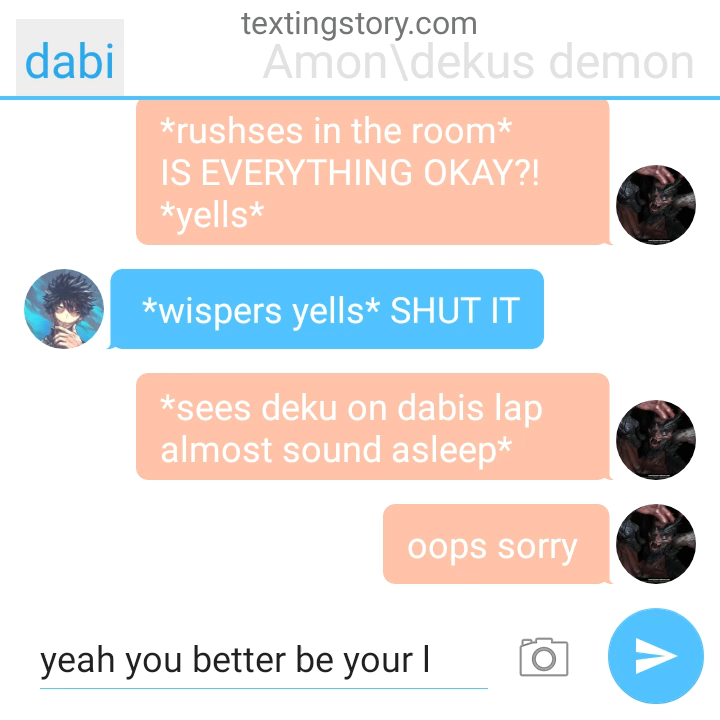 textingstory.com
dabi
Amon\dekus demon
*rushses in the room*
IS EVERYTHING OKAY?!
*yells*
*wispers yells* SHUT IT
*sees deku on dabis lap
almost sound asleep*
oops sorry
yeah you better be your l